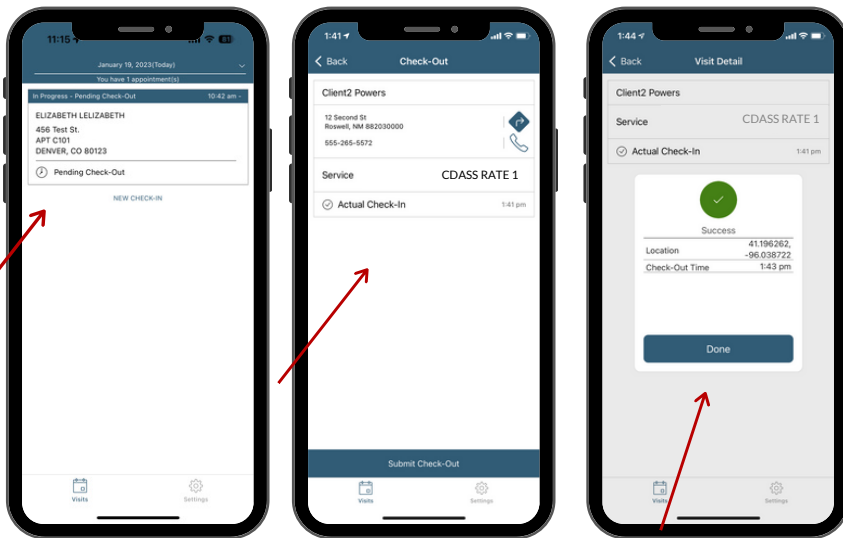 11:15
61
January 19, 2023(Today)
You have 1 appointment(s)
In Progress - Pending Check-Out 10:42 am -
ELIZABETH LELIZABETH
456 Test St.
APT C101
DENVER, CO 80123
Pending Check-Out
NEW CHECK-IN
Visits
Settings
1:41
Back
Check-Out
Client2 Powers
12 Second St
Roswell, NM 882030000
555-265-5572
Service CDASS RATE 1
Actual Check-In 1:41 pm
Submit Check-Out
Visits
Settings
1:44
Back
Visit Detail
Client2 Powers
Service CDASS RATE 1
Actual Check-In 1:41 pm
Success
Location 41.196262,
-96.038722
Check-Out Time 1:43 pm
Done
Visits
Settings